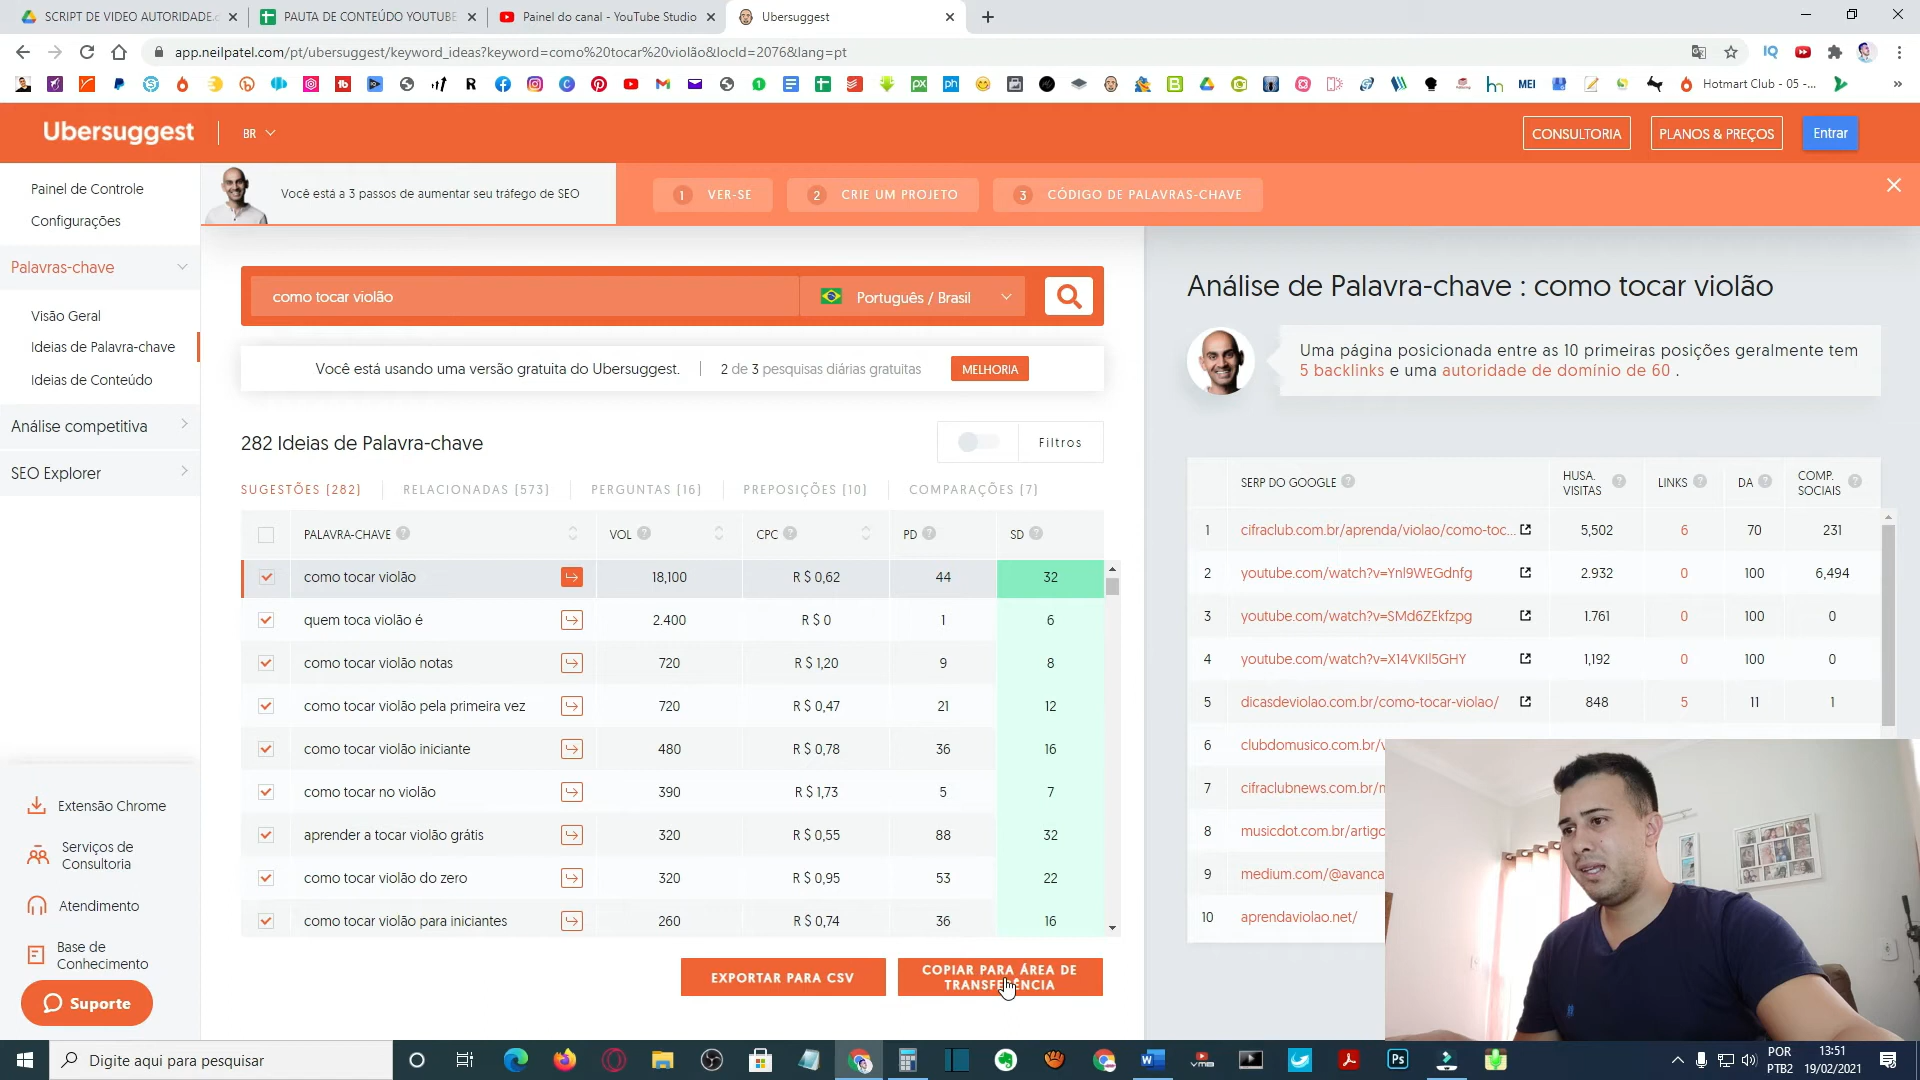 SCRIPT DE VIDEO AUTORIDADE.
PAUTA DE CONTEÚDO YOUTUBE
Painel do canal - YouTube Studio
Ubersuggest
app.neilpatel.com/pt/ubersuggest/keyword_ideas?keyword=como%20tocar%20violão&locId=2076&lang=pt
MEI
Hotmart Club - 05 -...
Ubersuggest
BR
CONSULTORIA
PLANOS & PREÇOS
Entrar
Você está a 3 passos de aumentar seu tráfego de SEO
1 VER-SE
2 CRIE UM PROJETO
3 CÓDIGO DE PALAVRAS-CHAVE
Painel de Controle
Configurações
Palavras-chave
Visão Geral
Ideias de Palavra-chave
Ideias de Conteúdo
Análise competitiva
SEO Explorer
Extensão Chrome
Serviços de
Consultoria
Atendimento
Base de
Conhecimento
Suporte
como tocar violão
Português / Brasil
Você está usando uma versão gratuita do Ubersuggest.
2 de 3 pesquisas diárias gratuitas
MELHORIA
282 Ideias de Palavra-chave
Filtros
SUGESTÕES (282)
RELACIONADAS (573)
PERGUNTAS (16)
PREPOSIÇÕES (10)
COMPARAÇÕES (7)
PALAVRA-CHAVE VOL CPC PD SD
como tocar violão 18,100 R $ 0,62 44 32
quem toca violão é 2.400 R $ 0 1 6
como tocar violão notas 720 R $ 1,20 9 8
como tocar violão pela primeira vez 720 R $ 0,47 21 12
como tocar violão iniciante 480 R $ 0,78 36 16
como tocar no violão 390 R $ 1,73 5 7
aprender a tocar violão grátis 320 R $ 0,55 88 32
como tocar violão do zero 320 R $ 0,95 53 22
como tocar violão para iniciantes 260 R $ 0,74 36 16
EXPORTAR PARA CSV
COPIAR PARA ÁREA DE
TRANSFERÊNCIA
Análise de Palavra-chave : como tocar violão
Uma página posicionada entre as 10 primeiras posições geralmente tem
5 backlinks e uma autoridade de domínio de 60 .
SERP DO GOOGLE HUSA. VISITAS LINKS DA COMP. SOCIAIS
1 cifraclub.com.br/aprenda/violao/como-toc... 5,502 6 70 231
2 youtube.com/watch?v=Ynl9WEGdnfg 2.932 0 100 6,494
3 youtube.com/watch?v=SMd6ZEkfzpg 1.761 0 100 0
4 youtube.com/watch?v=X14VKIl5GHY 1,192 0 100 0
5 dicasdeviolao.com.br/como-tocar-violao/ 848 5 11 1
6 clubdomusico.com.br/v
7 cifraclubnews.com.br/n
8 musicdot.com.br/artigo
9 medium.com/@avanca
10 aprendaviolao.net/
Digite aqui para pesquisar
POR
PTB2
13:51
19/02/2021